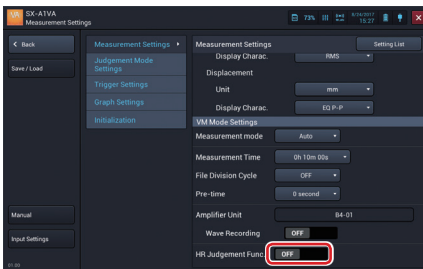 SX-A1VA
Measurement Settings
73%
8/24/2017
15:27
Back
Save / Load
Manual
Input Settings
Measurement Settings
Judgement Mode
Settings
Trigger Settings
Graph Settings
Initialization
Measurement Settings
Setting List
Display Charac.
RMS
Displacement
Unit
mm
Display Charac.
EQ P-P
VM Mode Settings
Measurement mode
Auto
Measurement Time
0h 10m 00s
File Division Cycle
OFF
Pre-time
0 second
Amplifier Unit
B4-01
Wave Recording
OFF
HR Judgement Func.
OFF